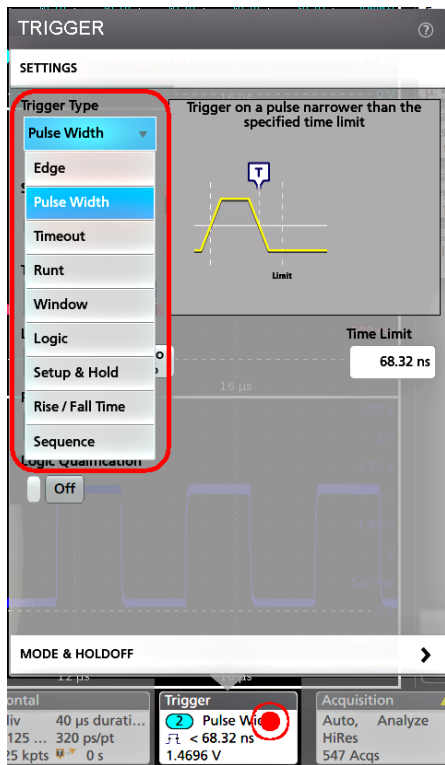 TRIGGER
?
SETTINGS
Trigger Type
Pulse Width
Edge
Pulse Width
Timeout
Runt
Window
Logic
Setup & Hold
Rise / Fall Time
Sequence
Trigger on a pulse narrower than the
specified time limit
T
Limit
Time Limit
68.32 ns
16 µs
Logic Qualification
Off
MODE & HOLDOFF
12 µs
Trigger
2 Pulse Wid
< 68.32 ns
1.4696 V
ontal
40 µs durati...
125 ... 320 ps/pt
25 kpts 0 s
Acquisition
Auto, Analyze
HiRes
547 Acqs